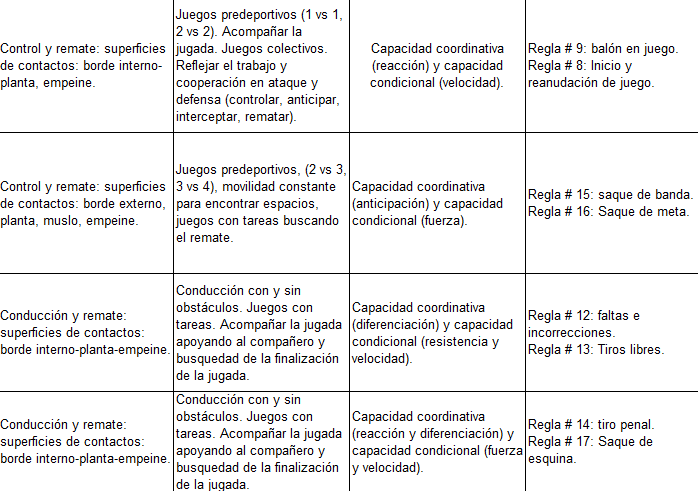 Control y remate: superficies
de contactos: borde interno-
planta, empeine.
Juegos predeportivos (1 vs 1,
2 vs 2). Acompañar la
jugada. Juegos colectivos.
Reflejar el trabajo y
cooperación en ataque y
defensa (controlar, anticipar,
interceptar, rematar).
Capacidad coordinativa
(reacción) y capacidad
condicional (velocidad).
Regla # 9: balón en juego.
Regla # 8: Inicio y
reanudación de juego.
Control y remate: superficies
de contactos: borde externo,
planta, muslo, empeine.
Juegos predeportivos, (2 vs 3,
3 vs 4), movilidad constante
para encontrar espacios,
juegos con tareas buscando
el remate.
Capacidad coordinativa
(anticipación) y capacidad
condicional (fuerza).
Regla # 15: saque de banda.
Regla # 16: Saque de meta.
Conducción y remate:
superficies de contactos:
borde interno-planta-empeine.
Conducción con y sin
obstáculos. Juegos con
tareas. Acompañar la jugada
apoyando al compañero y
busquedad de la finalización
de la jugada.
Capacidad coordinativa
(diferenciación) y capacidad
condicional (resistencia y
velocidad).
Regla # 12: faltas e
incorrecciones.
Regla # 13: Tiros libres.
Conducción y remate:
superficies de contactos:
borde interno-planta-empeine.
Conducción con y sin
obstáculos. Juegos con
tareas. Acompañar la jugada
apoyando al compañero y
busquedad de la finalización
de la jugada.
Capacidad coordinativa
(reacción y diferenciación) y
capacidad condicional (fuerza
y velocidad).
Regla # 14: tiro penal.
Regla # 17: Saque de
esquina.